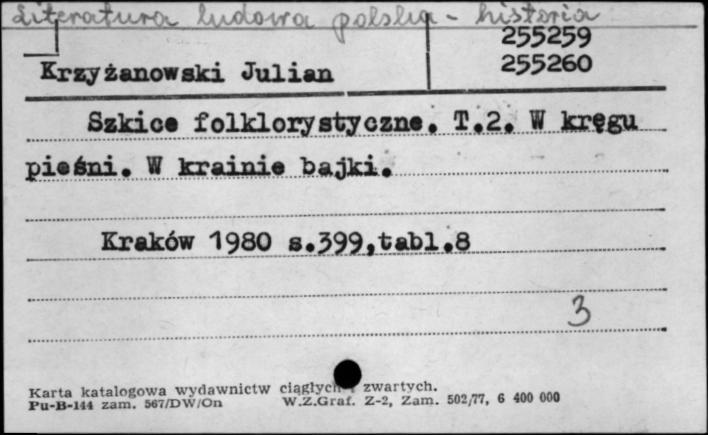 Literatura ludowa polska - historia
255259
Krzyżanowski Julian 255260
Szkice folklorystyczne. T.2. W kręgu
pieśni. W krainie bajki.
Kraków 1980 s.399,tabl.8
3
Karta katalogowa wydawnictw ciągłych i zwartych.
Pu-B-144 zam. 567/DW/On W.Z.Graf. Z-2, Zam. 502/77, 6 400 000